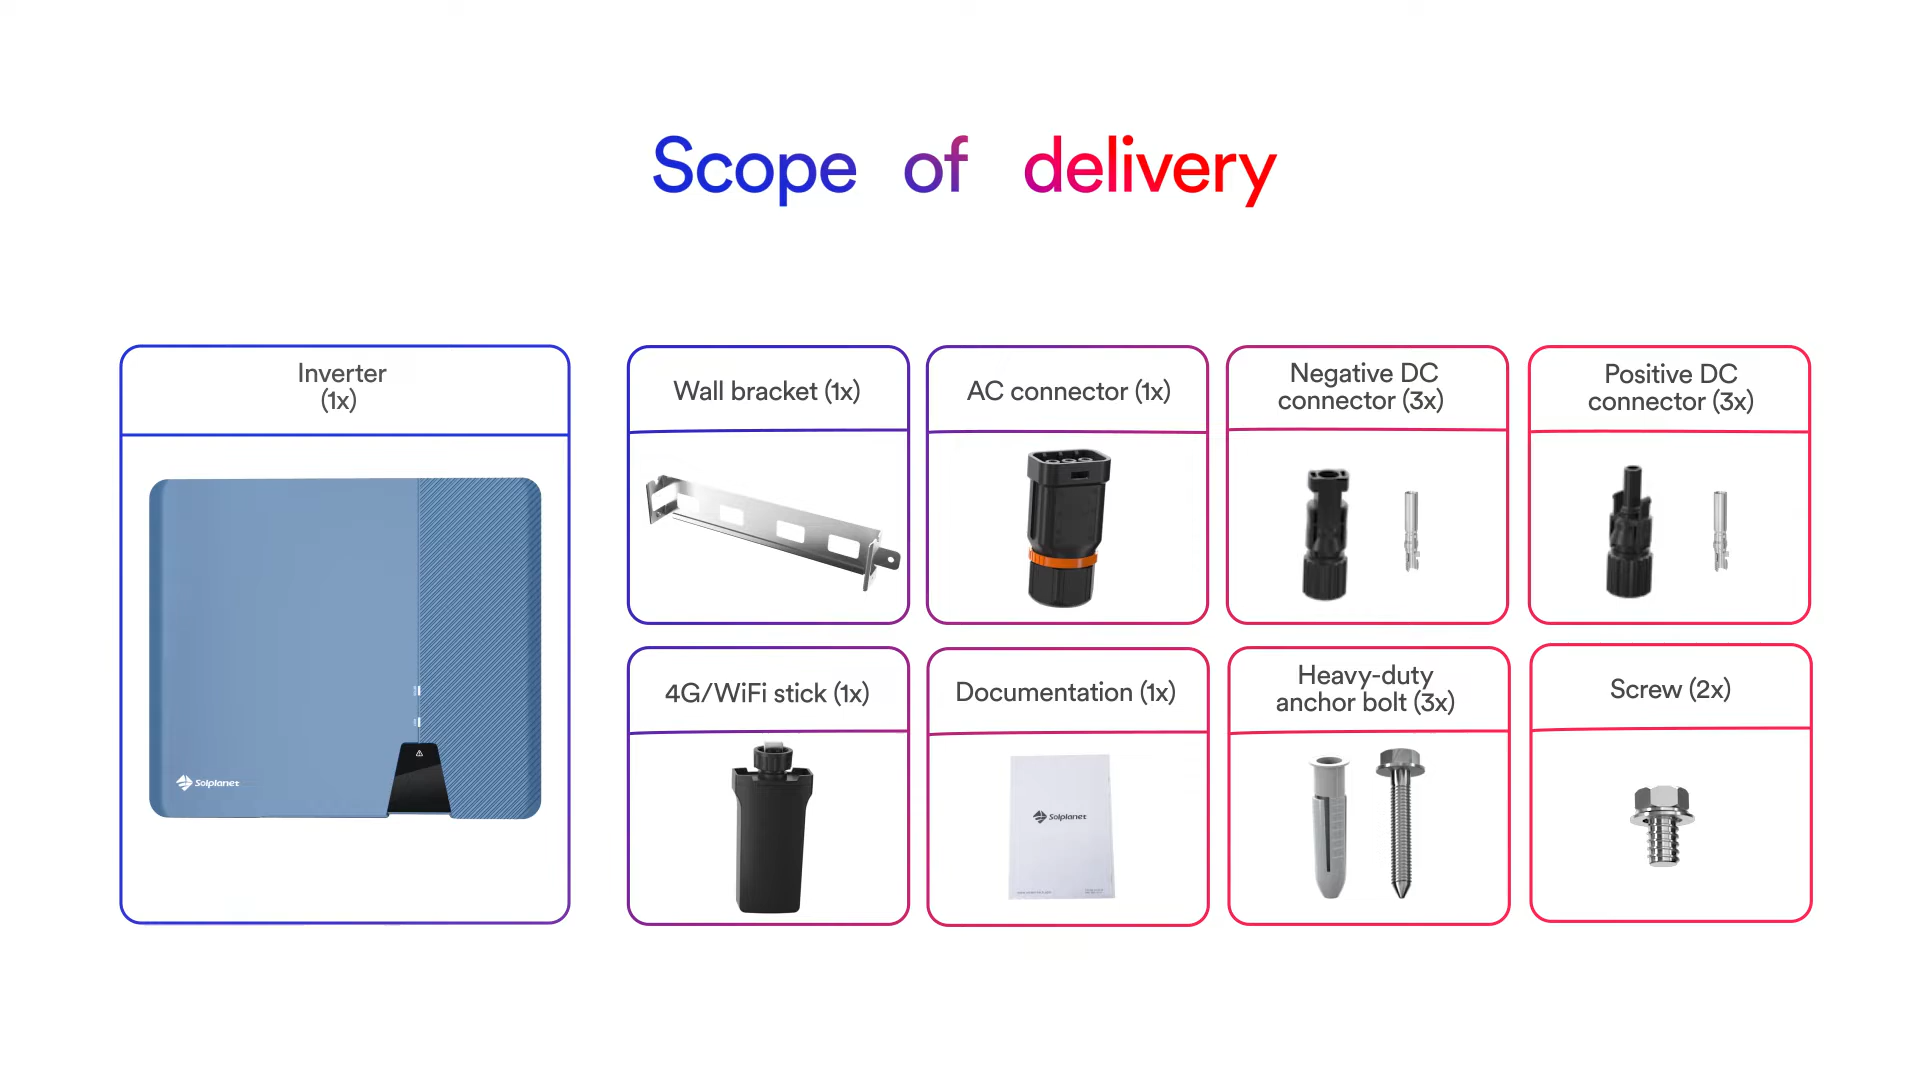 Scope of delivery
Inverter
(1x)
Wall bracket (1x)
AC connector (1x)
Negative DC
connector (3x)
Positive DC
connector (3x)
Solplanet
4G/WiFi stick (1x)
Documentation (1x)
Heavy-duty
anchor bolt (3x)
Screw (2x)
Solplanet